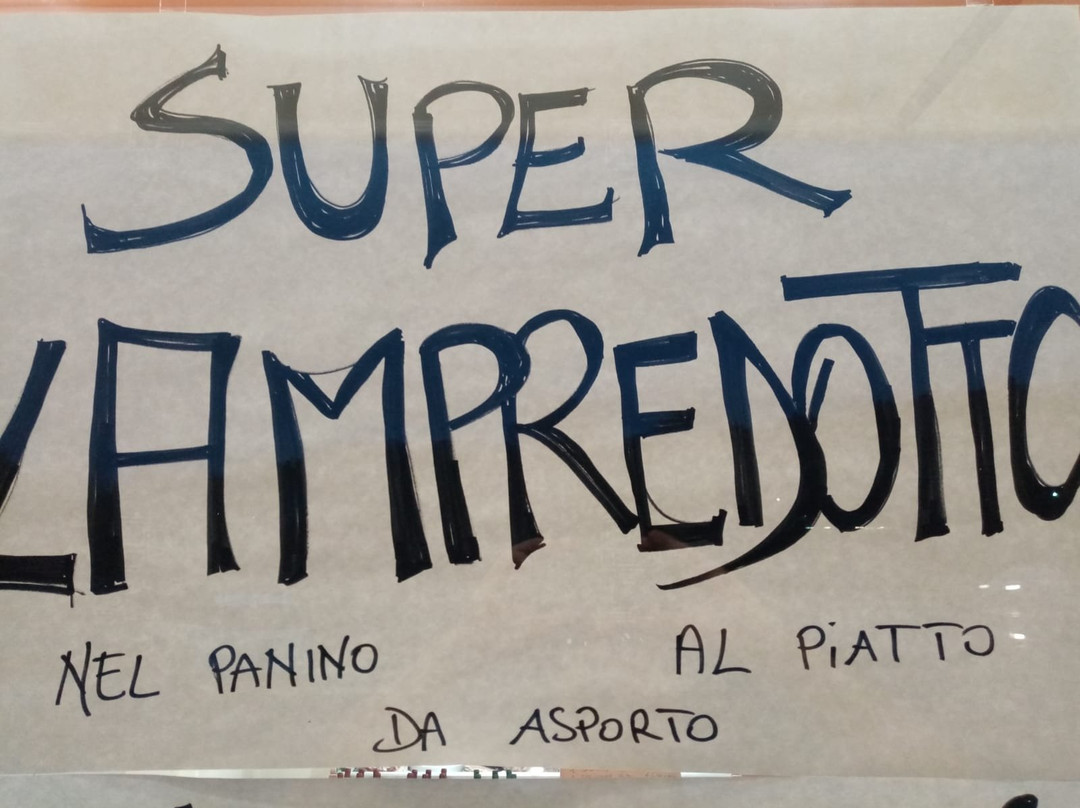 SUPER
LAMPREDOTTO
NEL PANINO AL PiATTO
DA ASPORTO